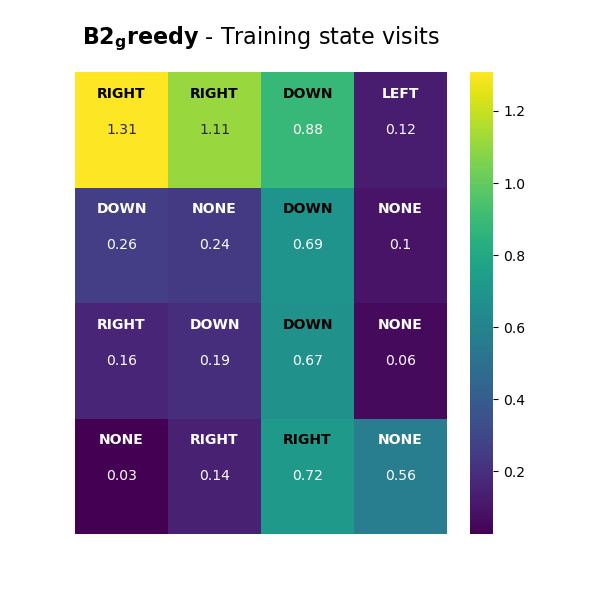 B2greedy - Training state visits
RIGHT RIGHT DOWN LEFT
1.31 1.11 0.88 0.12
DOWN NONE DOWN NONE
0.26 0.24 0.69 0.1
RIGHT DOWN DOWN NONE
0.16 0.19 0.67 0.06
NONE RIGHT RIGHT NONE
0.03 0.14 0.72 0.56
1.2
1.0
0.8
0.6
0.4
0.2